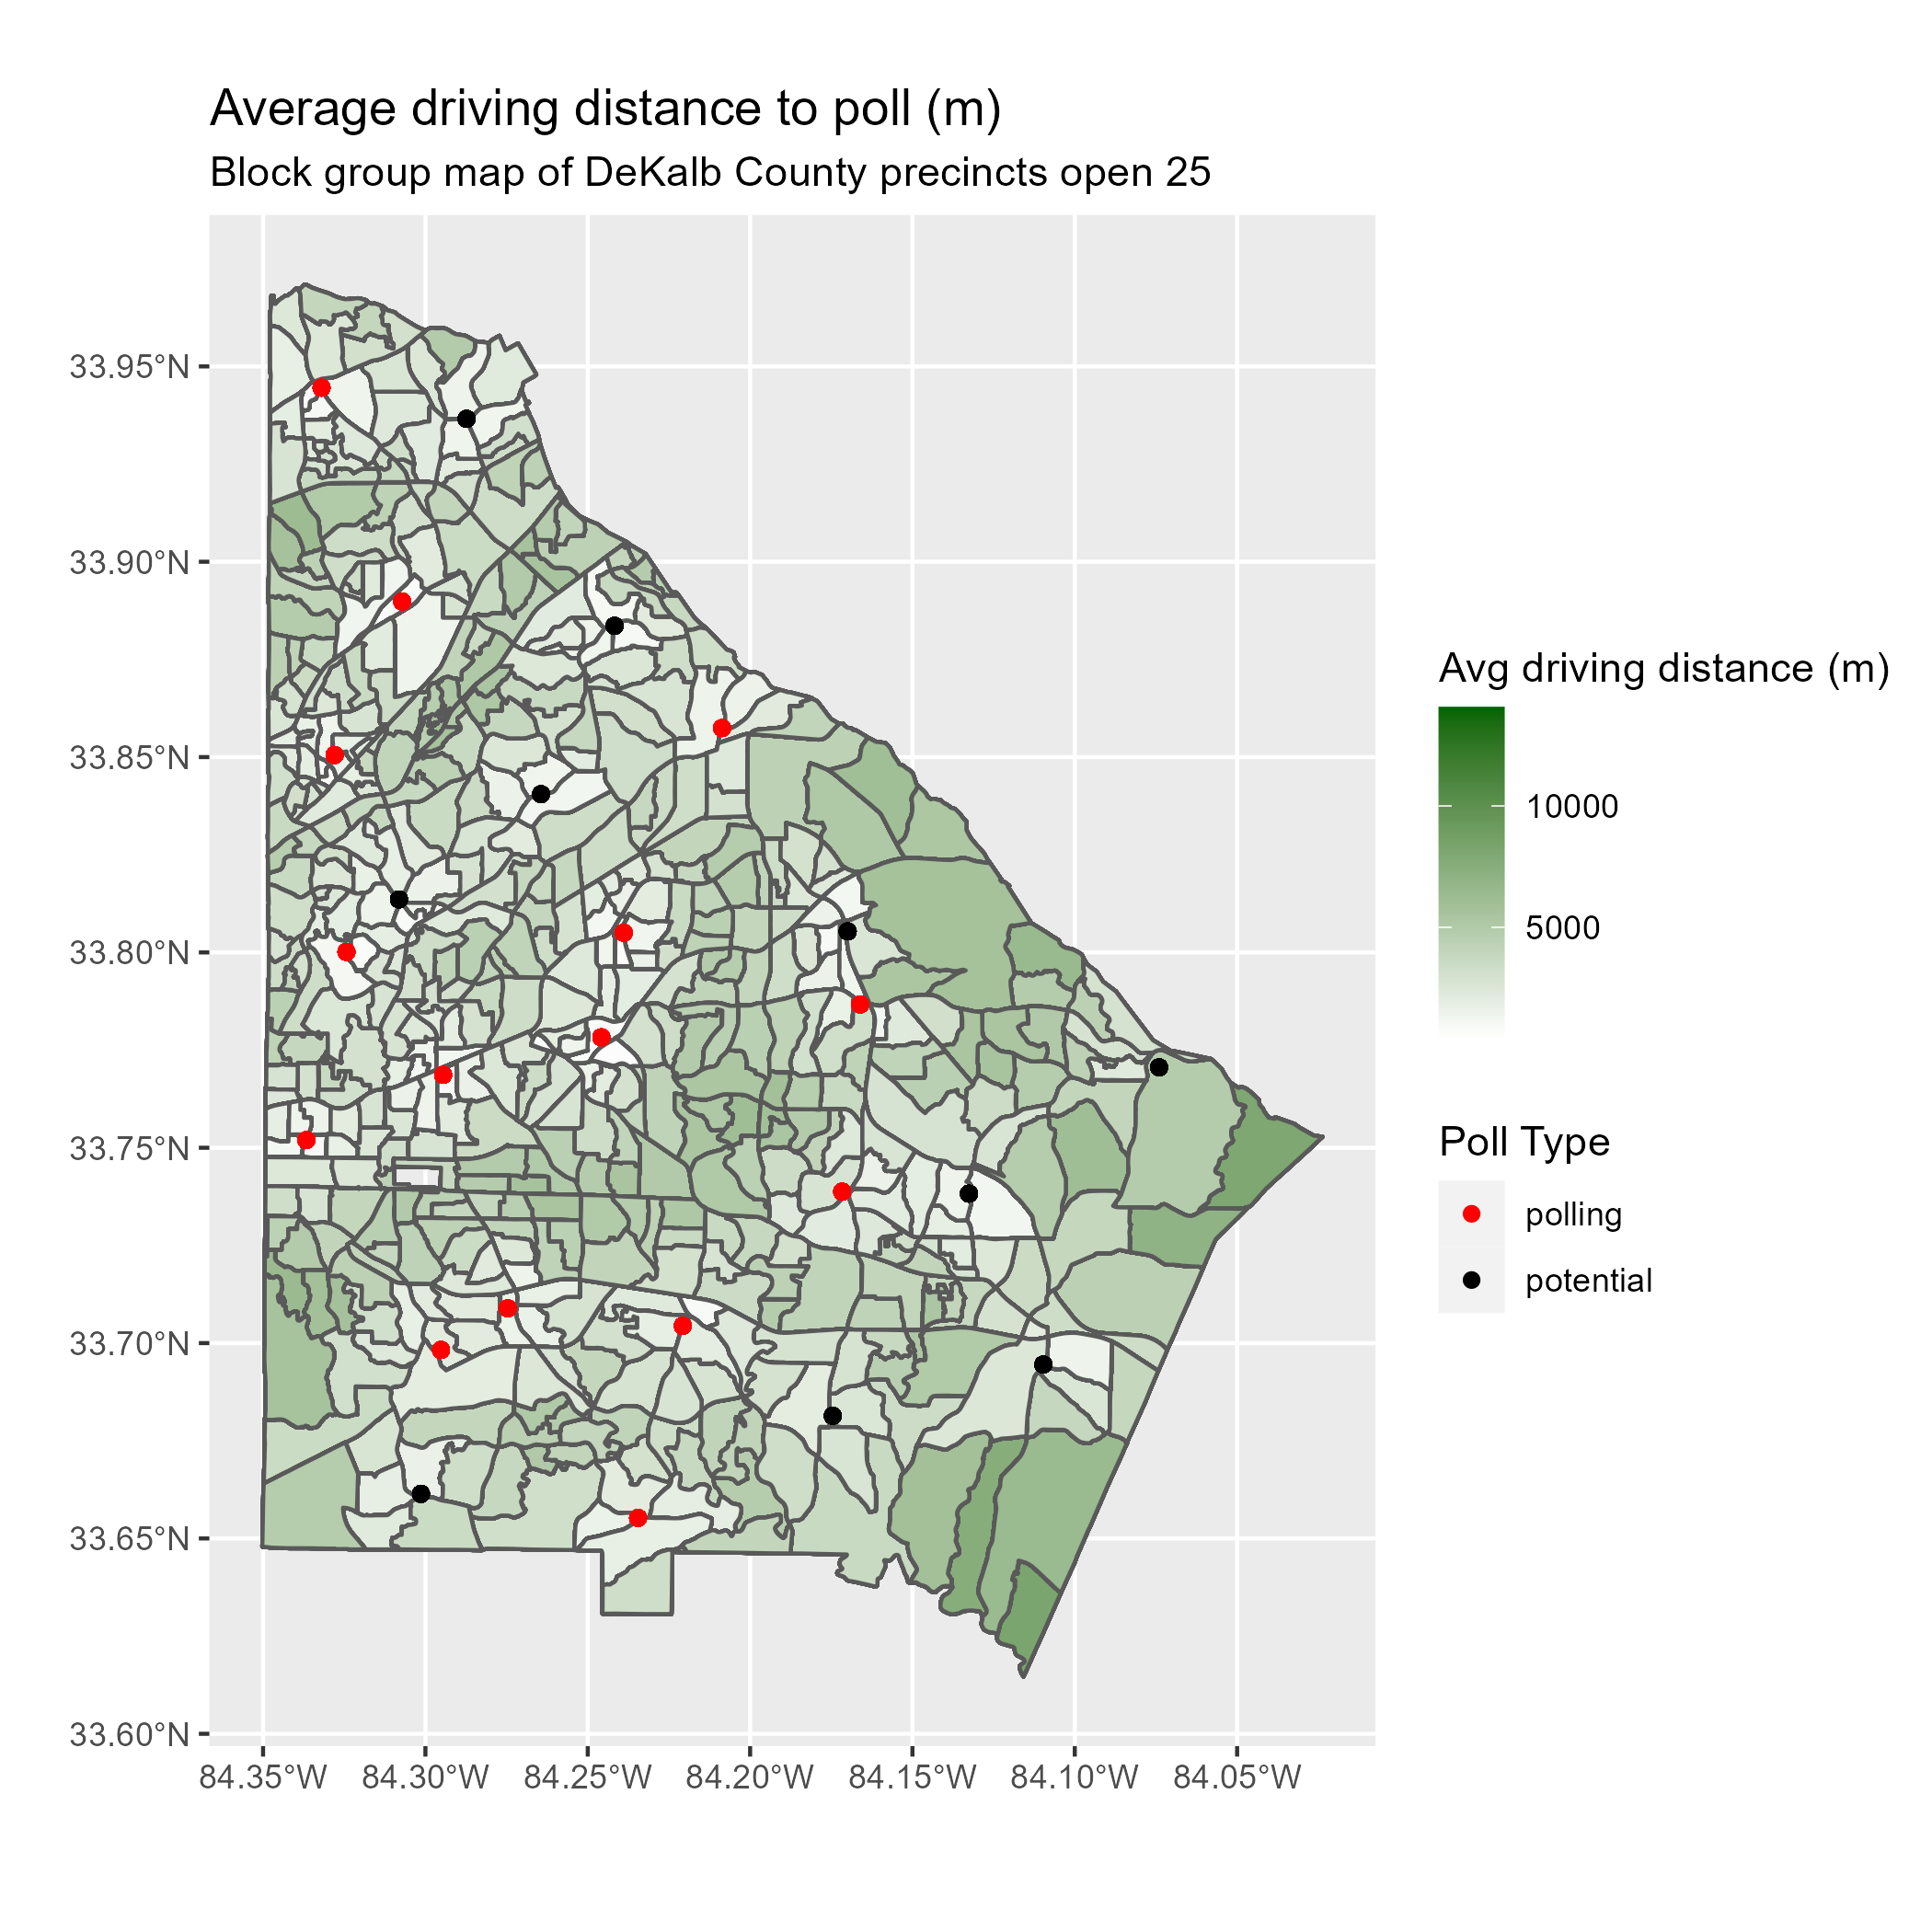 Average driving distance to poll (m)
Block group map of DeKalb County precincts open 25
33.95°N
33.90°N
33.85°N
33.80°N
33.75°N
33.70°N
33.65°N
33.60°N
84.35°W 84.30°W 84.25°W 84.20°W 84.15°W 84.10°W 84.05°W
Avg driving distance (m)
10000
5000
Poll Type
polling
potential